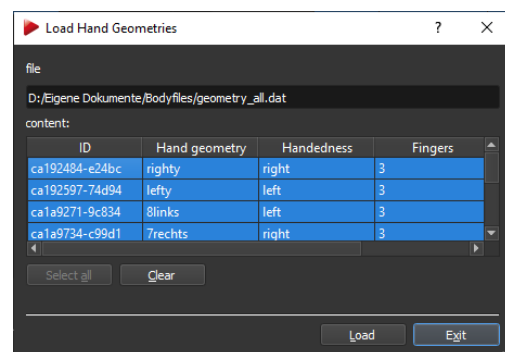 Load Hand Geometries ? ×
file
D:/Eigene Dokumente/Bodyfiles/geometry_all.dat
content:
ID Hand geometry Handedness Fingers
ca192484-e24bc righty right 3
ca192597-74d94 lefty left 3
ca1a9271-9c834 8links left 3
ca1a9734-c99d1 7rechts right 3
Select all Clear
Load Exit